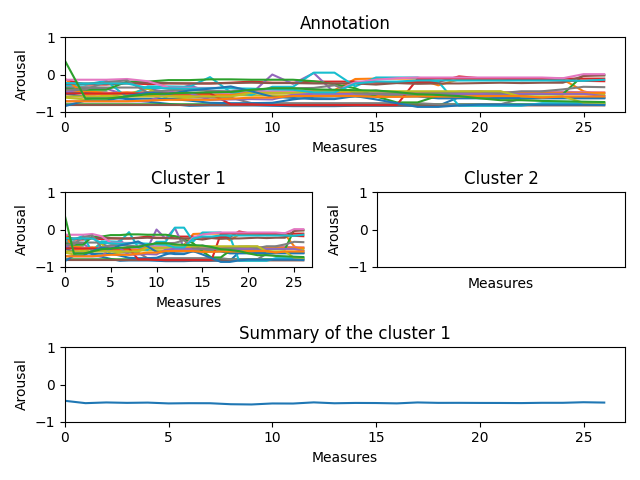 Annotation
1
0
−1
Arousal
0 5 10 15 20 25
Measures
Cluster 1
1
0
−1
Arousal
0 5 10 15 20 25
Measures
Cluster 2
1
0
−1
Arousal
Measures
Summary of the cluster 1
1
0
−1
Arousal
0 5 10 15 20 25
Measures